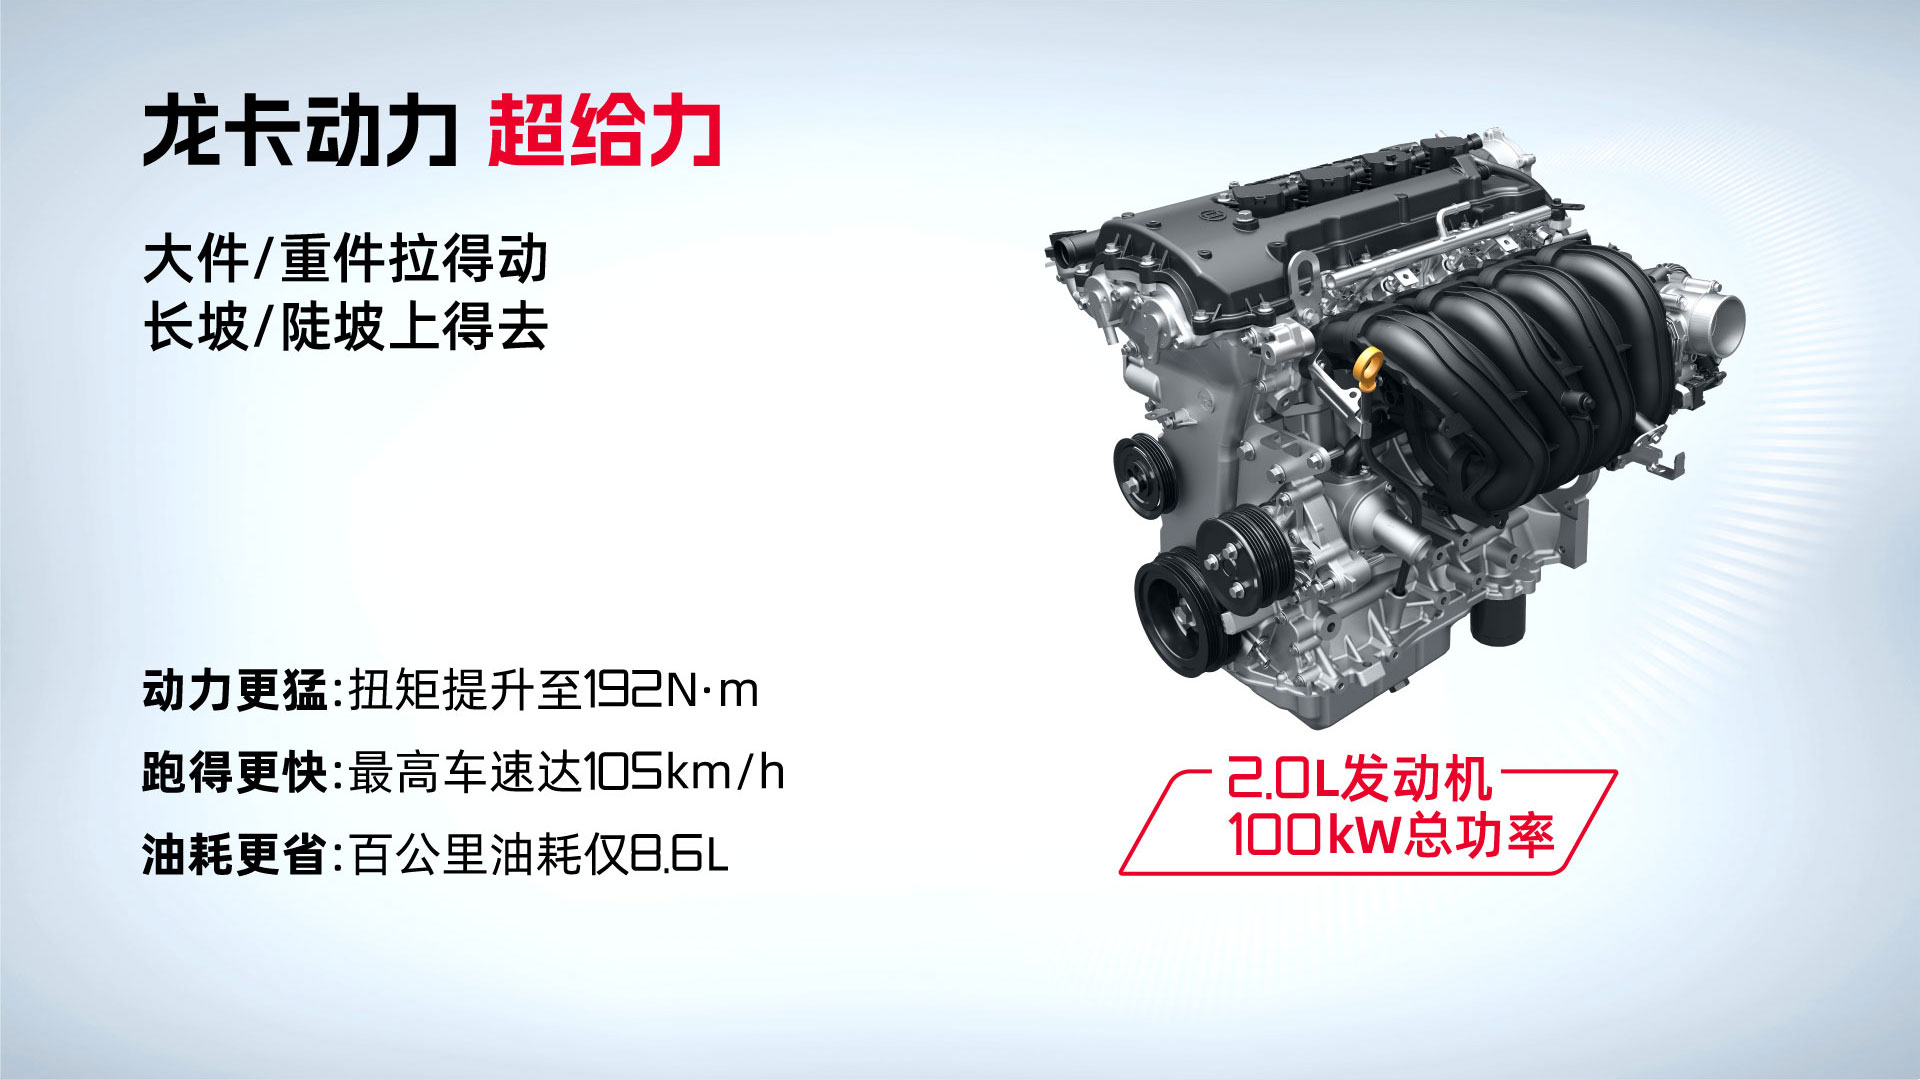 龙卡动力 超给力
大件/重件拉得动
长坡/陡坡上得去
动力更猛:扭矩提升至192N·m
跑得更快:最高车速达105km/h
油耗更省:百公里油耗仅8.6L
2.0L发动机
100kW总功率